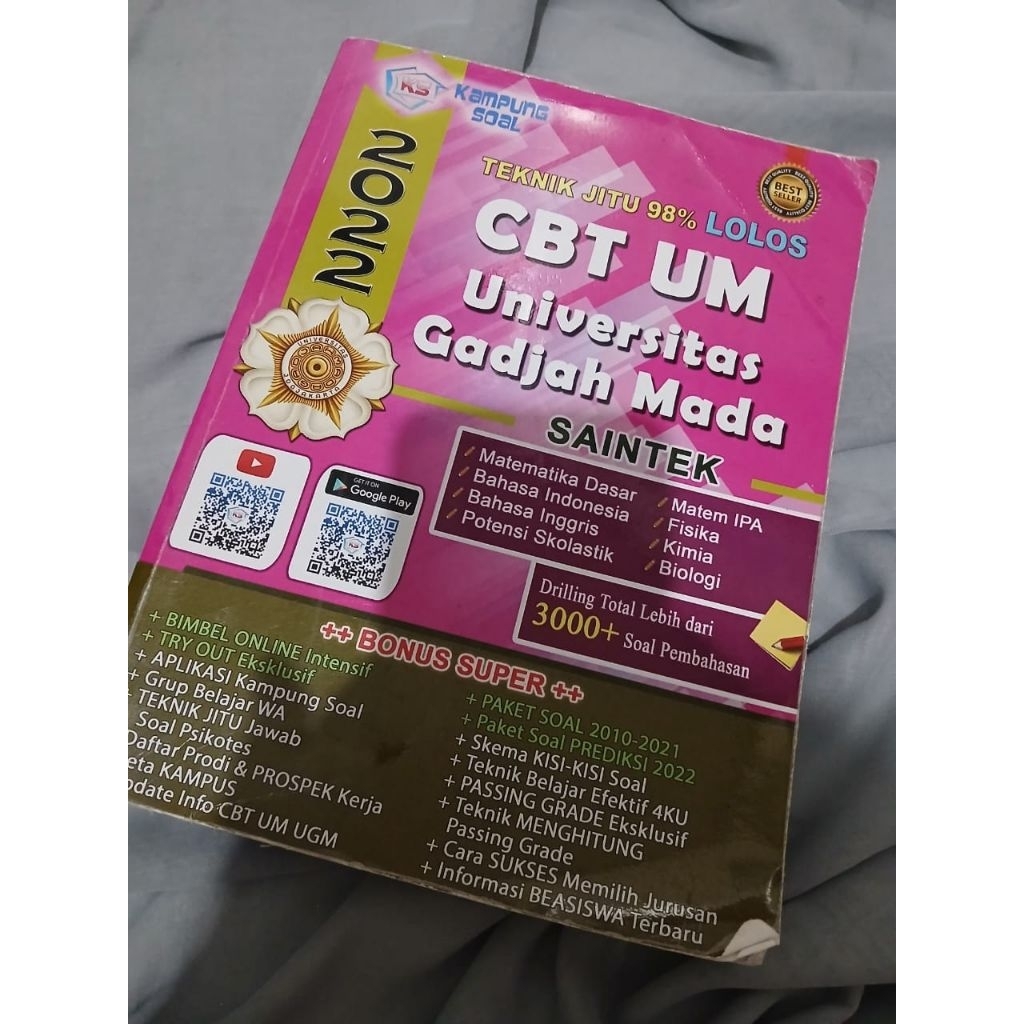 KS
Kampung
Soal
2022
TEKNIK JITU 98% LOLOS
BEST
SELLER
CBT UM
Universitas
Gadjah Mada
SAINTEK
UNIVERSITAS
JOGJAKARTA
GET IT ON
Google Play
Matematika Dasar
Bahasa Indonesia
Bahasa Inggris
Potensi Skolastik
Matem IPA
Fisika
Kimia
Biologi
Drilling Total Lebih dari
3000+ Soal Pembahasan
++ BONUS SUPER ++
+ BIMBEL ONLINE Intensif
+ TRY OUT Eksklusif
+ APLIKASI Kampung Soal
+ Grup Belajar WA
+ TEKNIK JITU Jawab
Soal Psikotes
Daftar Prodi & PROSPEK Kerja
KAMPUS
Info CBT UM UGM
+ PAKET SOAL 2010-2021
+ Paket Soal PREDIKSI 2022
+ Skema KISI-KISI Soal
+ Teknik Belajar Efektif 4KU
+ PASSING GRADE Eksklusif
+ Teknik MENGHITUNG
Passing Grade
+ Cara SUKSES Memilih Jurusan
+ Informasi BEASISWA Terbaru